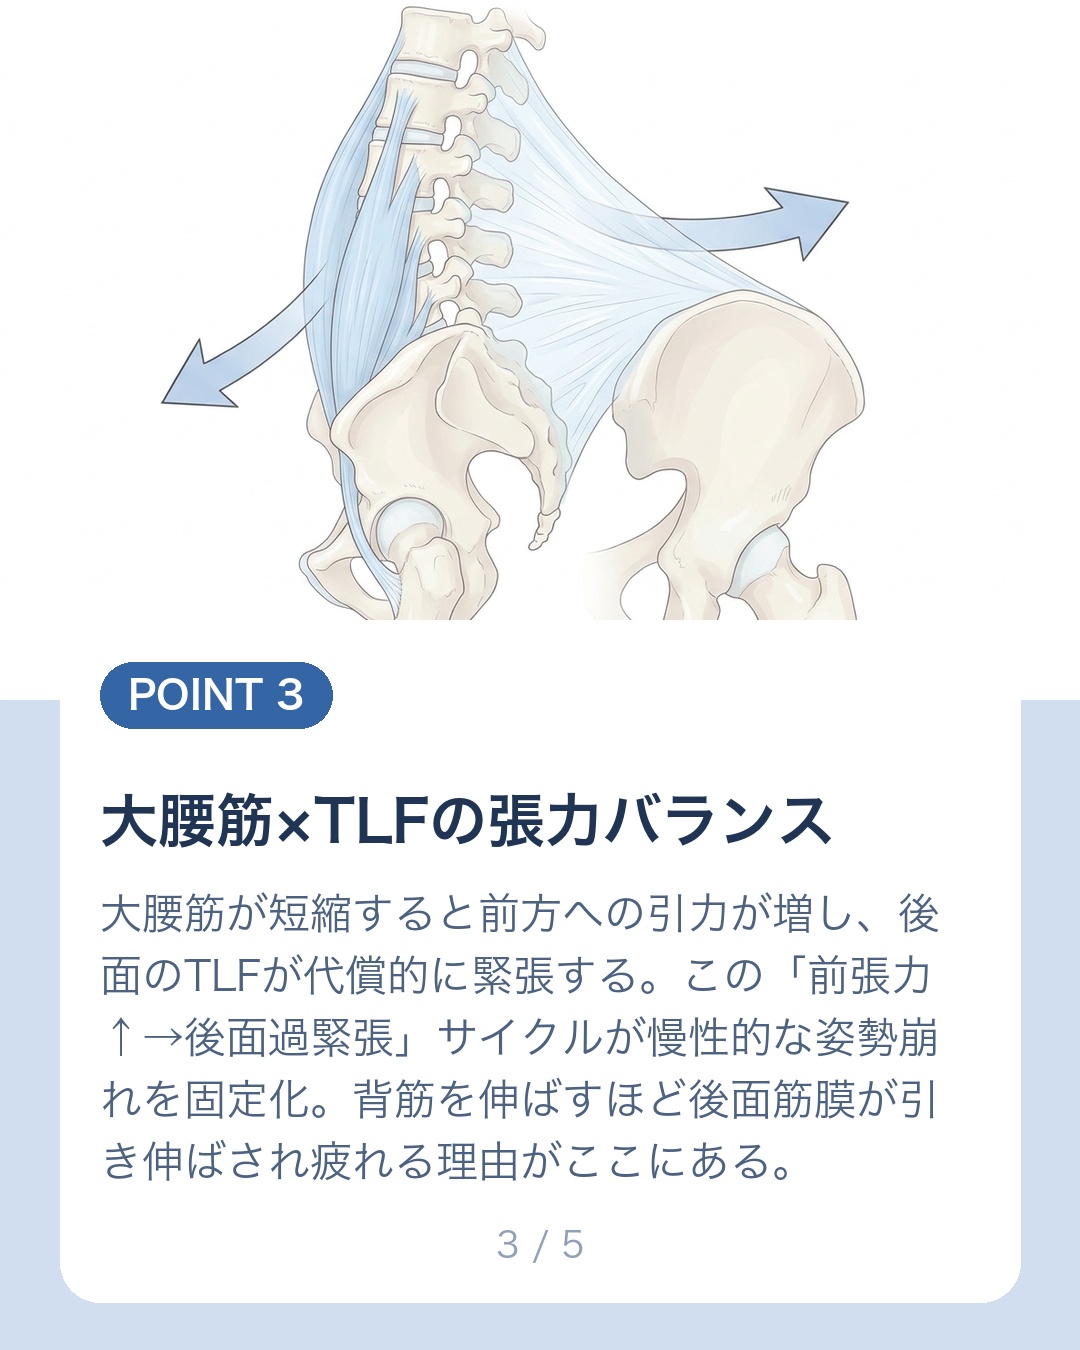 POINT 3
大腰筋×TLFの張力バランス
大腰筋が短縮すると前方への引力が増し、後
面のTLFが代償的に緊張する。この「前張力
↑→後面過緊張」サイクルが慢性的な姿勢崩
れを固定化。背筋を伸ばすほど後面筋膜が引
き伸ばされ疲れる理由がここにある。
3 / 5